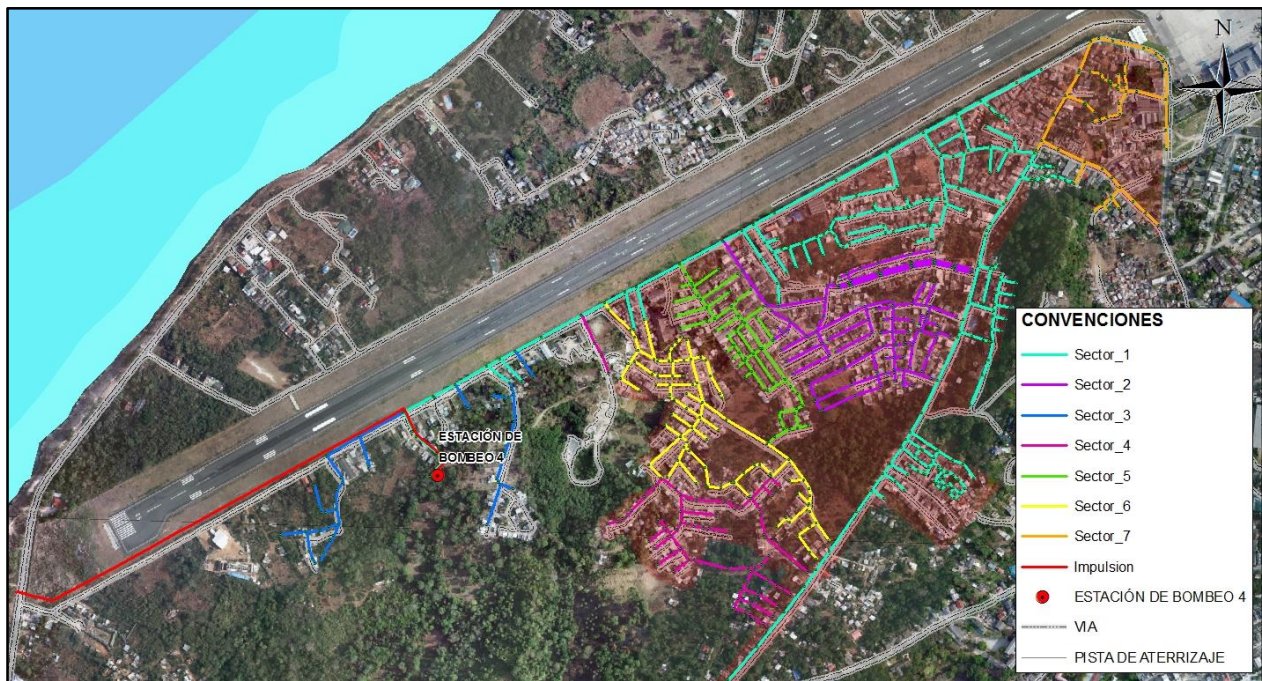 N
ESTACIÓN DE
BOMBEO 4
CONVENCIONES
Sector_1
Sector_2
Sector_3
Sector_4
Sector_5
Sector_6
Sector_7
Impulsion
ESTACIÓN DE BOMBEO 4
VIA
PISTA DE ATERRIZAJE